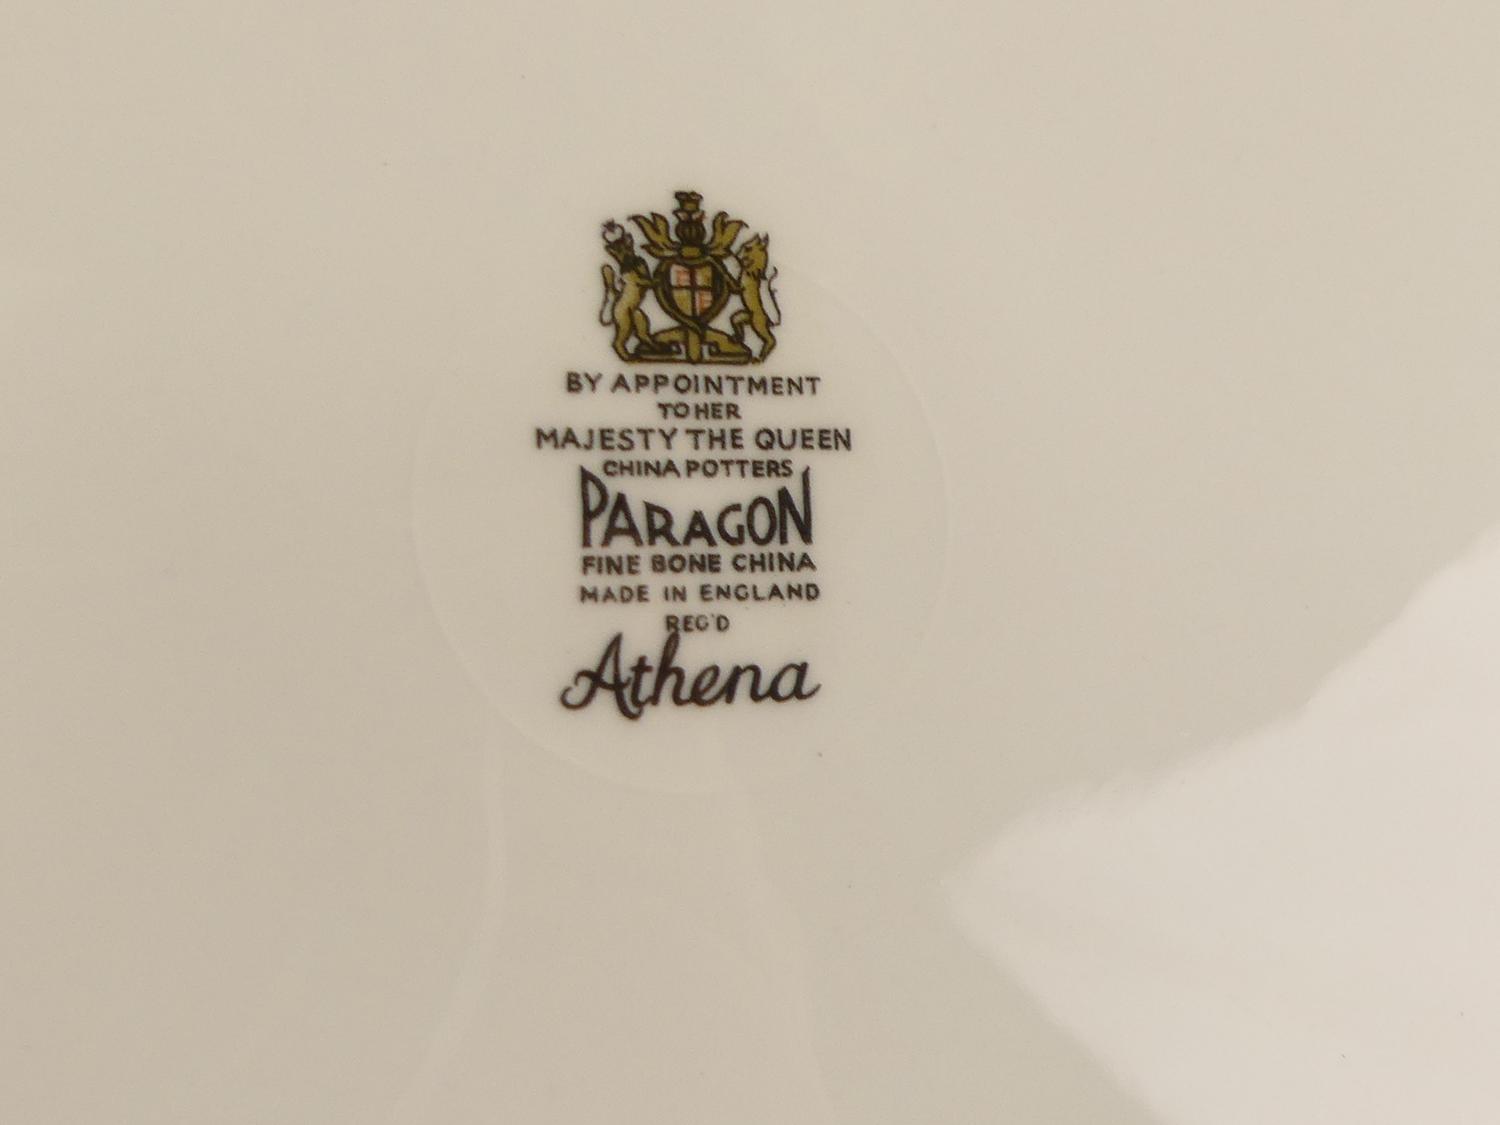 BY APPOINTMENT
TO HER
MAJESTY THE QUEEN
CHINA POTTERS
PARAGON
FINE BONE CHINA
MADE IN ENGLAND
REG'D
Athena